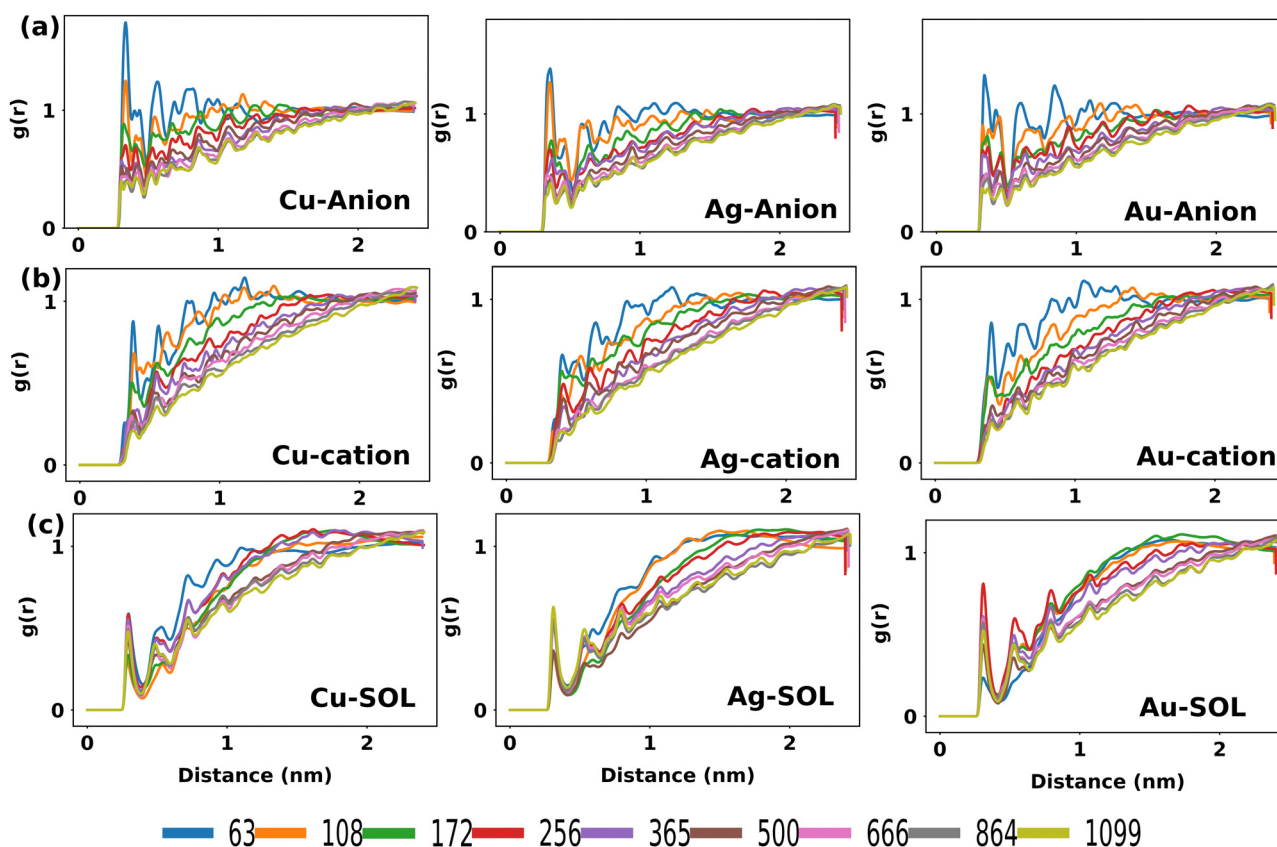 (a)
g(r)
1
0
Cu-Anion
0 1 2
g(r)
1
0
Ag-Anion
0 1 2
g(r)
1
0
Au-Anion
0 1 2
(b)
g(r)
1
0
Cu-cation
0 1 2
g(r)
1
0
Ag-cation
0 1 2
g(r)
1
0
Au-cation
0 1 2
(c)
g(r)
1
0
Cu-SOL
0 1 2
Distance (nm)
g(r)
1
0
Ag-SOL
0 1 2
Distance (nm)
g(r)
1
0
Au-SOL
0 1 2
Distance (nm)
63 108 172 256 365 500 666 864 1099